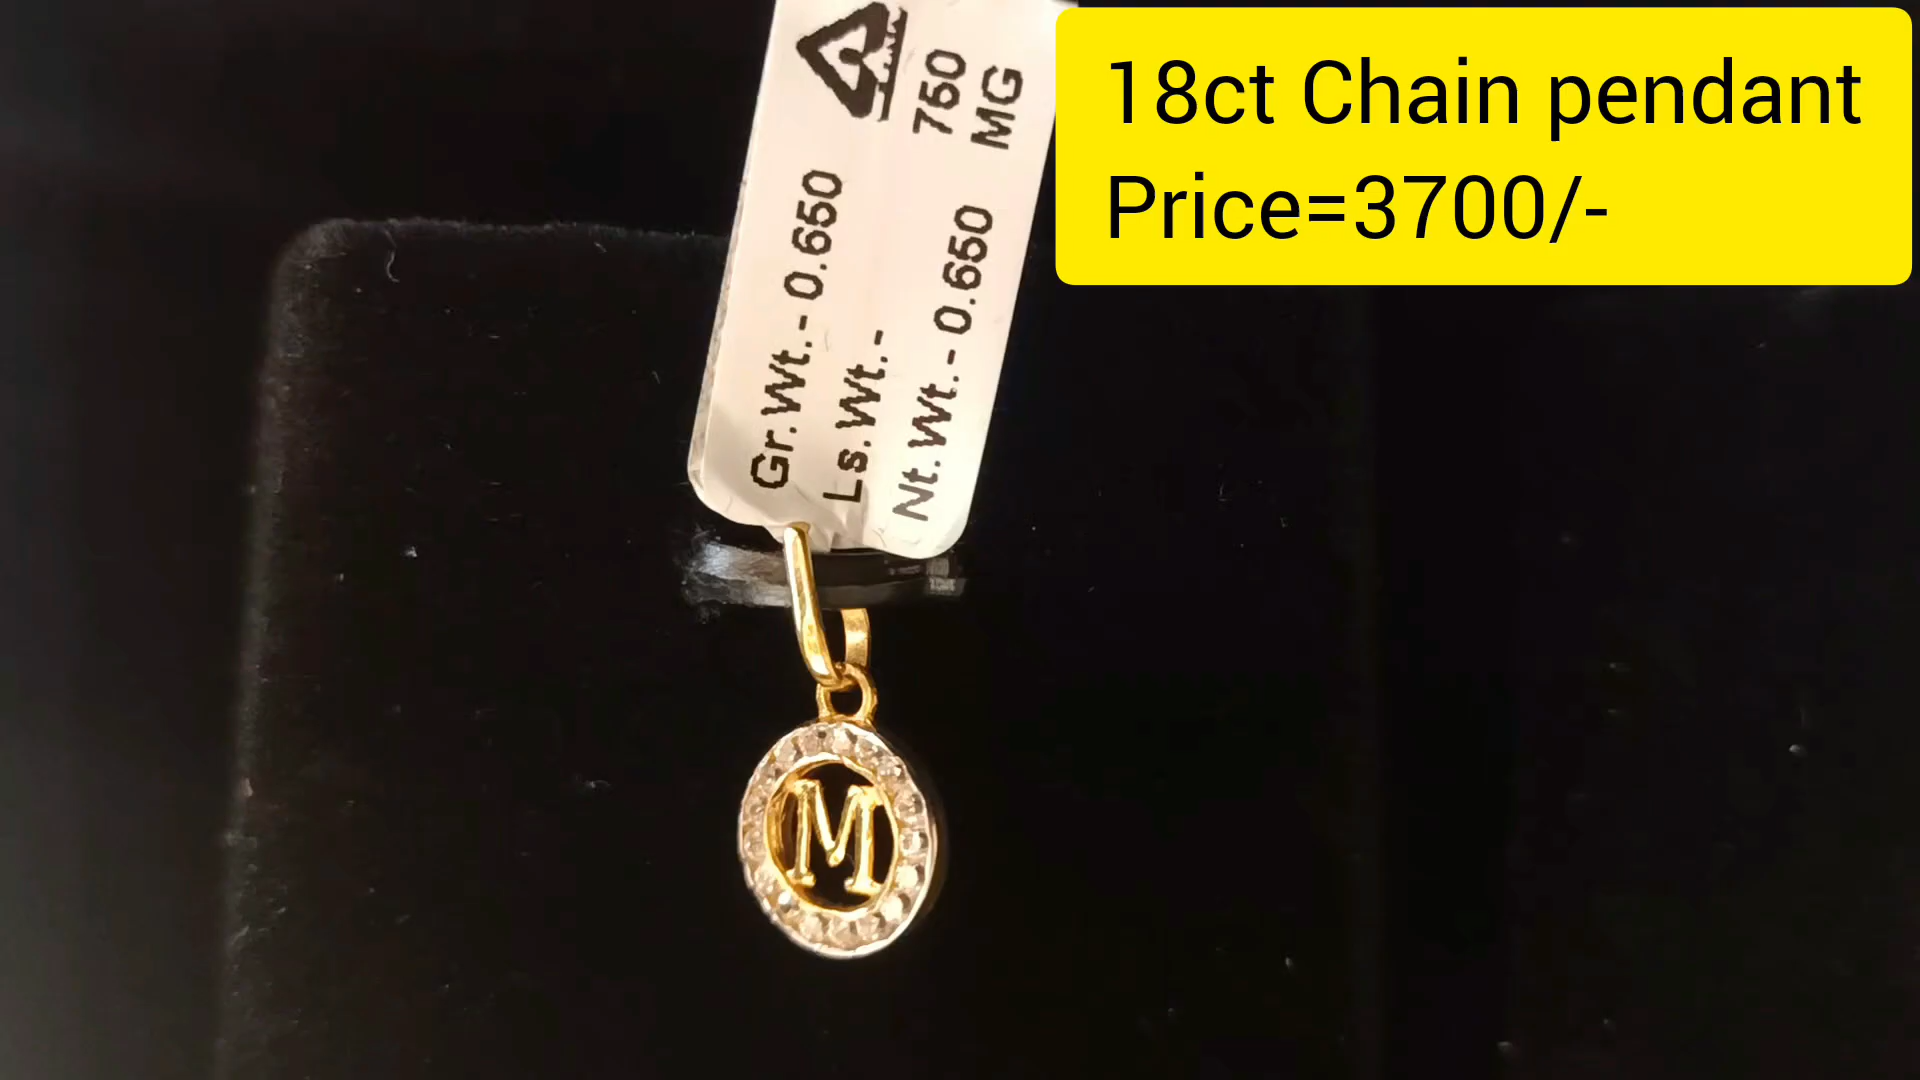 18ct Chain pendant
Price=3700/-
750
MG
Gr.Wt.- 0.650
Ls.Wt.-
Nt.Wt.- 0.650
M